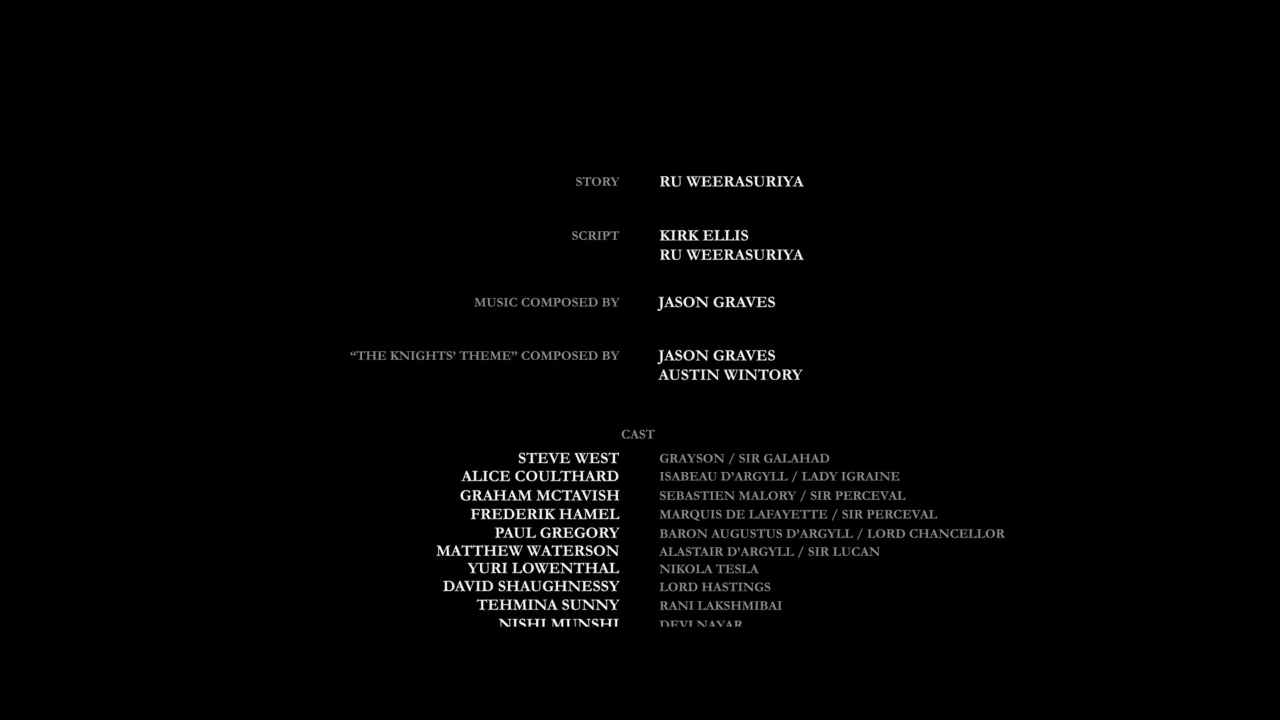 STORY RU WEERASURIYA
SCRIPT KIRK ELLIS
RU WEERASURIYA
MUSIC COMPOSED BY JASON GRAVES
“THE KNIGHTS’ THEME” COMPOSED BY JASON GRAVES
AUSTIN WINTORY
CAST
STEVE WEST GRAYSON / SIR GALAHAD
ALICE COULTHARD ISABEAU D’ARGYLL / LADY IGRAINE
GRAHAM MCTAVISH SEBASTIEN MALORY / SIR PERCEVAL
FREDERIK HAMEL MARQUIS DE LAFAYETTE / SIR PERCEVAL
PAUL GREGORY BARON AUGUSTUS D’ARGYLL / LORD CHANCELLOR
MATTHEW WATERSON ALASTAIR D’ARGYLL / SIR LUCAN
YURI LOWENTHAL NIKOLA TESLA
DAVID SHAUGHNESSY LORD HASTINGS
TEHMINA SUNNY RANI LAKSHMIBAI
NISHI MUNSHI DEVI NAYAR